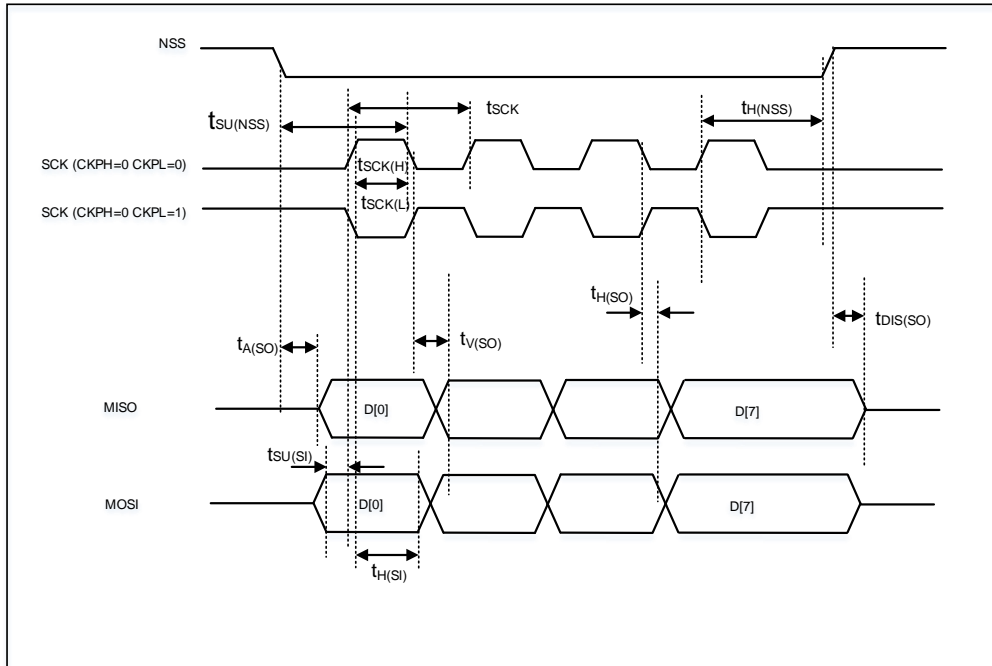 NSS
tSCK
tH(NSS)
tSU(NSS)
SCK (CKPH=0 CKPL=0)
tSCK(H)
tSCK(L)
SCK (CKPH=0 CKPL=1)
tH(SO)
tDIS(SO)
tV(SO)
tA(SO)
MISO
D[0]
D[7]
tSU(SI)
MOSI
D[0]
D[7]
tH(SI)